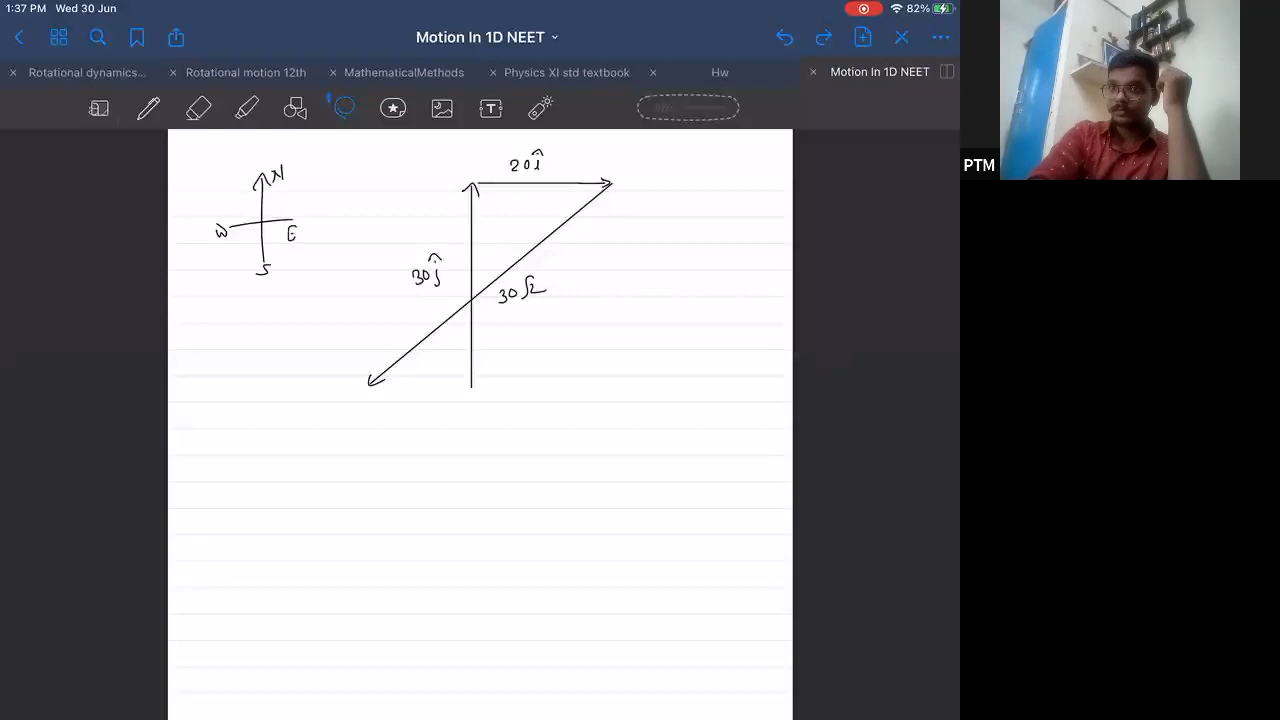 1:37 PM Wed 30 Jun
82%
Motion In 1D NEET
Rotational dynamics...
Rotational motion 12th
MathematicalMethods
Physics XI std textbook
Hw
Motion In 1D NEET
T
N
W
E
S
20î
30ĵ
30√2
PTM